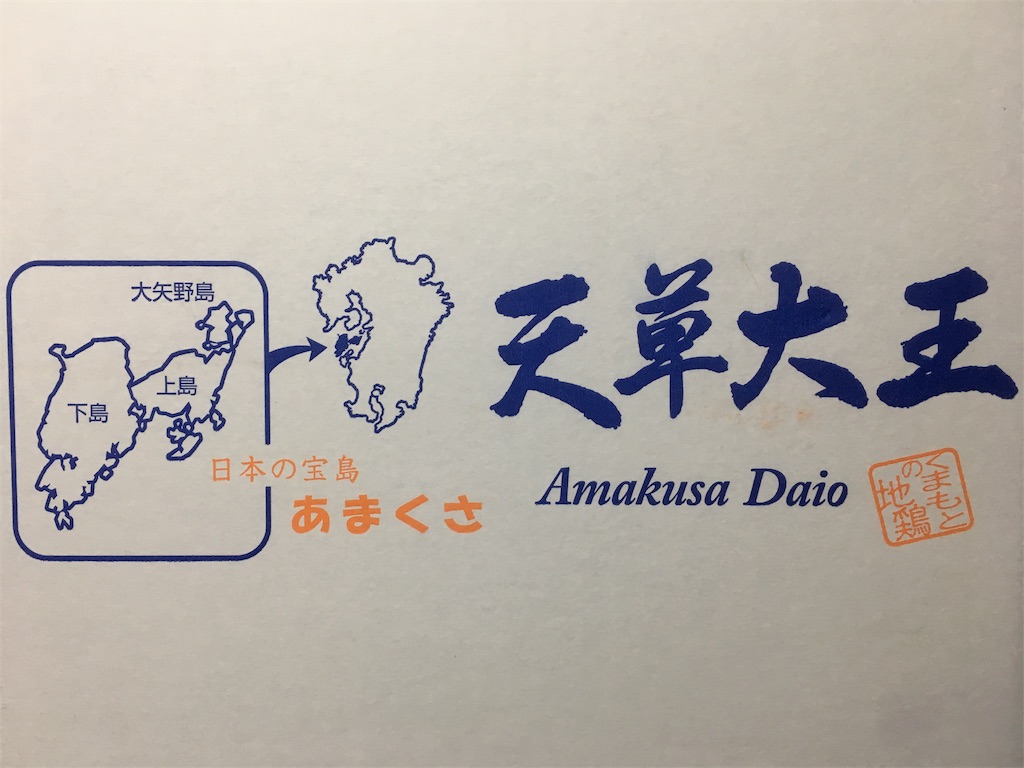 大矢野島
上島
下島
日本の宝島
あまくさ
天草大王
Amakusa Daio
くまもと
の地鶏